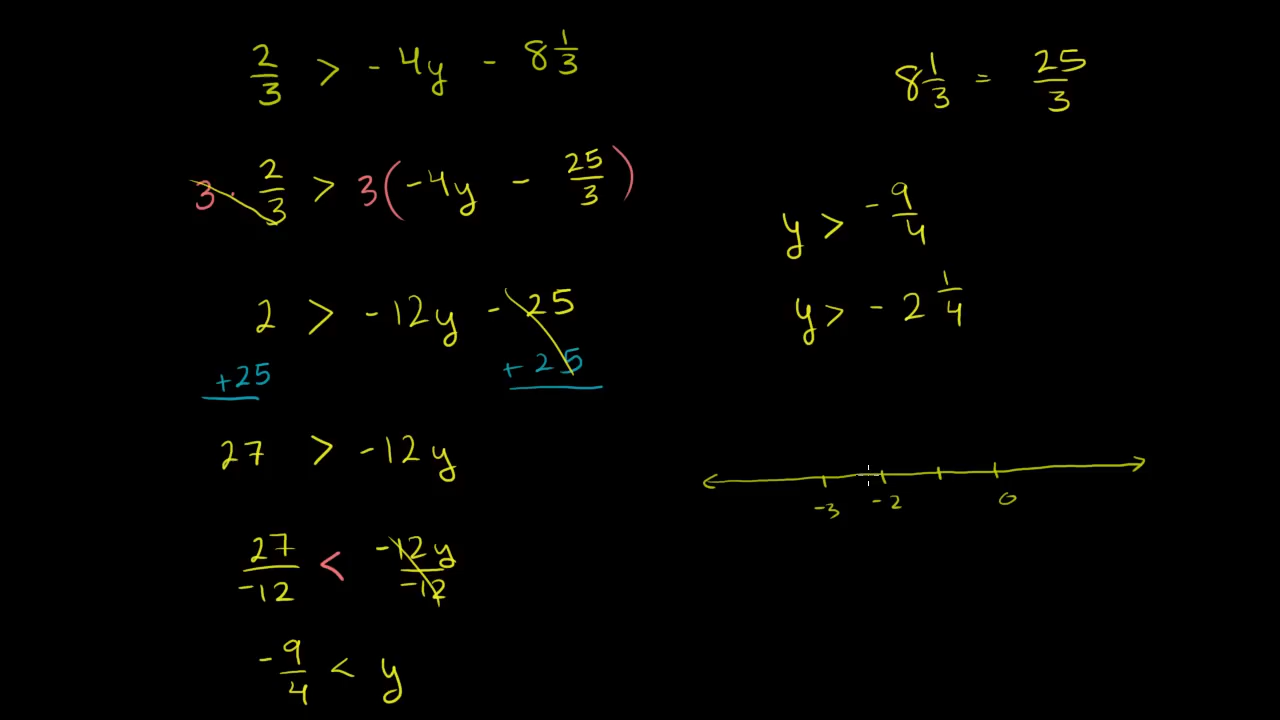 2/3 > -4y - 8 1/3
3 · 2/3 > 3(-4y - 25/3)
2 > -12y - 25
+25 +25
27 > -12y
27/-12 < -12y/-12
-9/4 < y
8 1/3 = 25/3
y > -9/4
y > -2 1/4
-3 -2 0